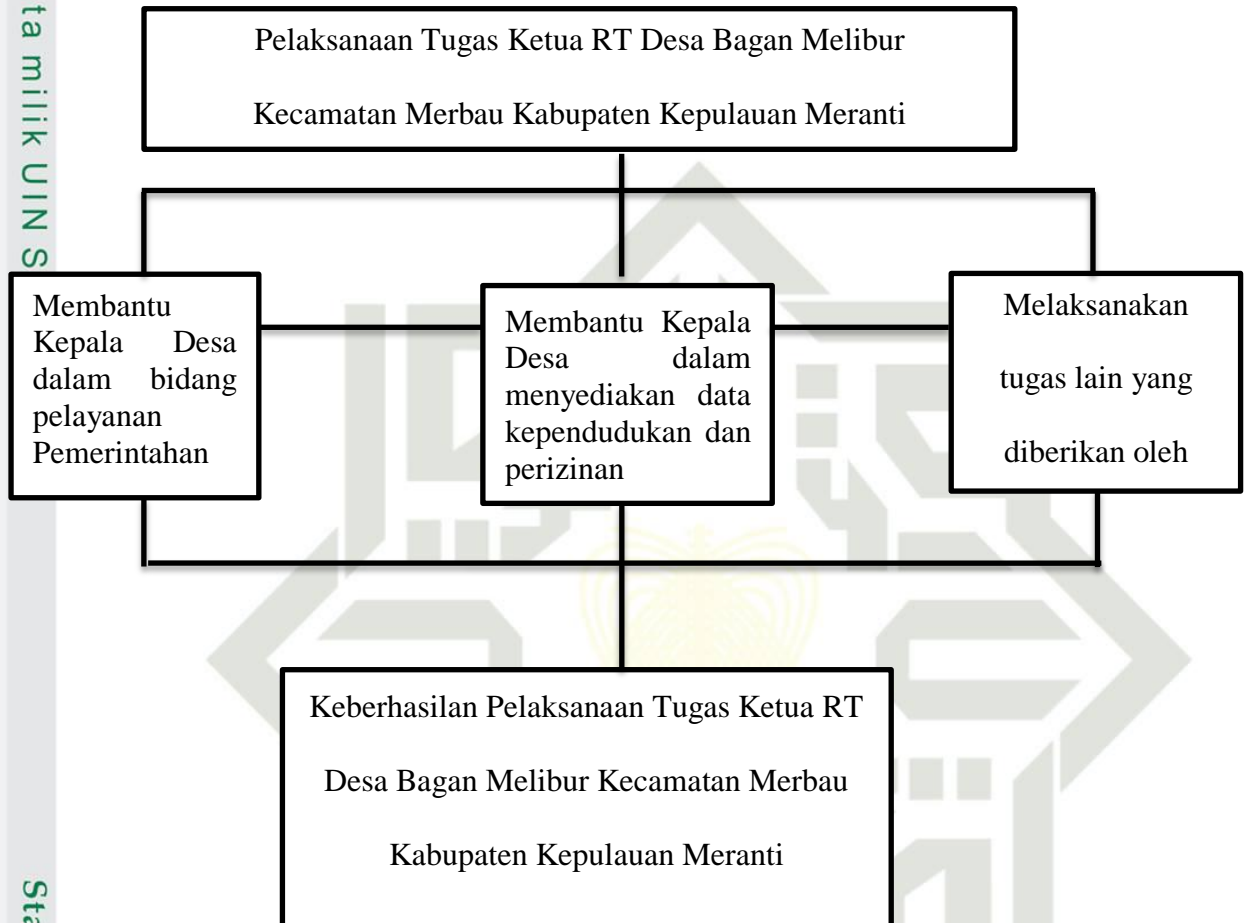 ta milik UIN S
Pelaksanaan Tugas Ketua RT Desa Bagan Melibur
Kecamatan Merbau Kabupaten Kepulauan Meranti
Membantu
Kepala Desa
dalam bidang
pelayanan
Pemerintahan
Membantu Kepala
Desa dalam
menyediakan data
kependudukan dan
perizinan
Melaksanakan
tugas lain yang
diberikan oleh
Keberhasilan Pelaksanaan Tugas Ketua RT
Desa Bagan Melibur Kecamatan Merbau
Kabupaten Kepulauan Meranti
Sta